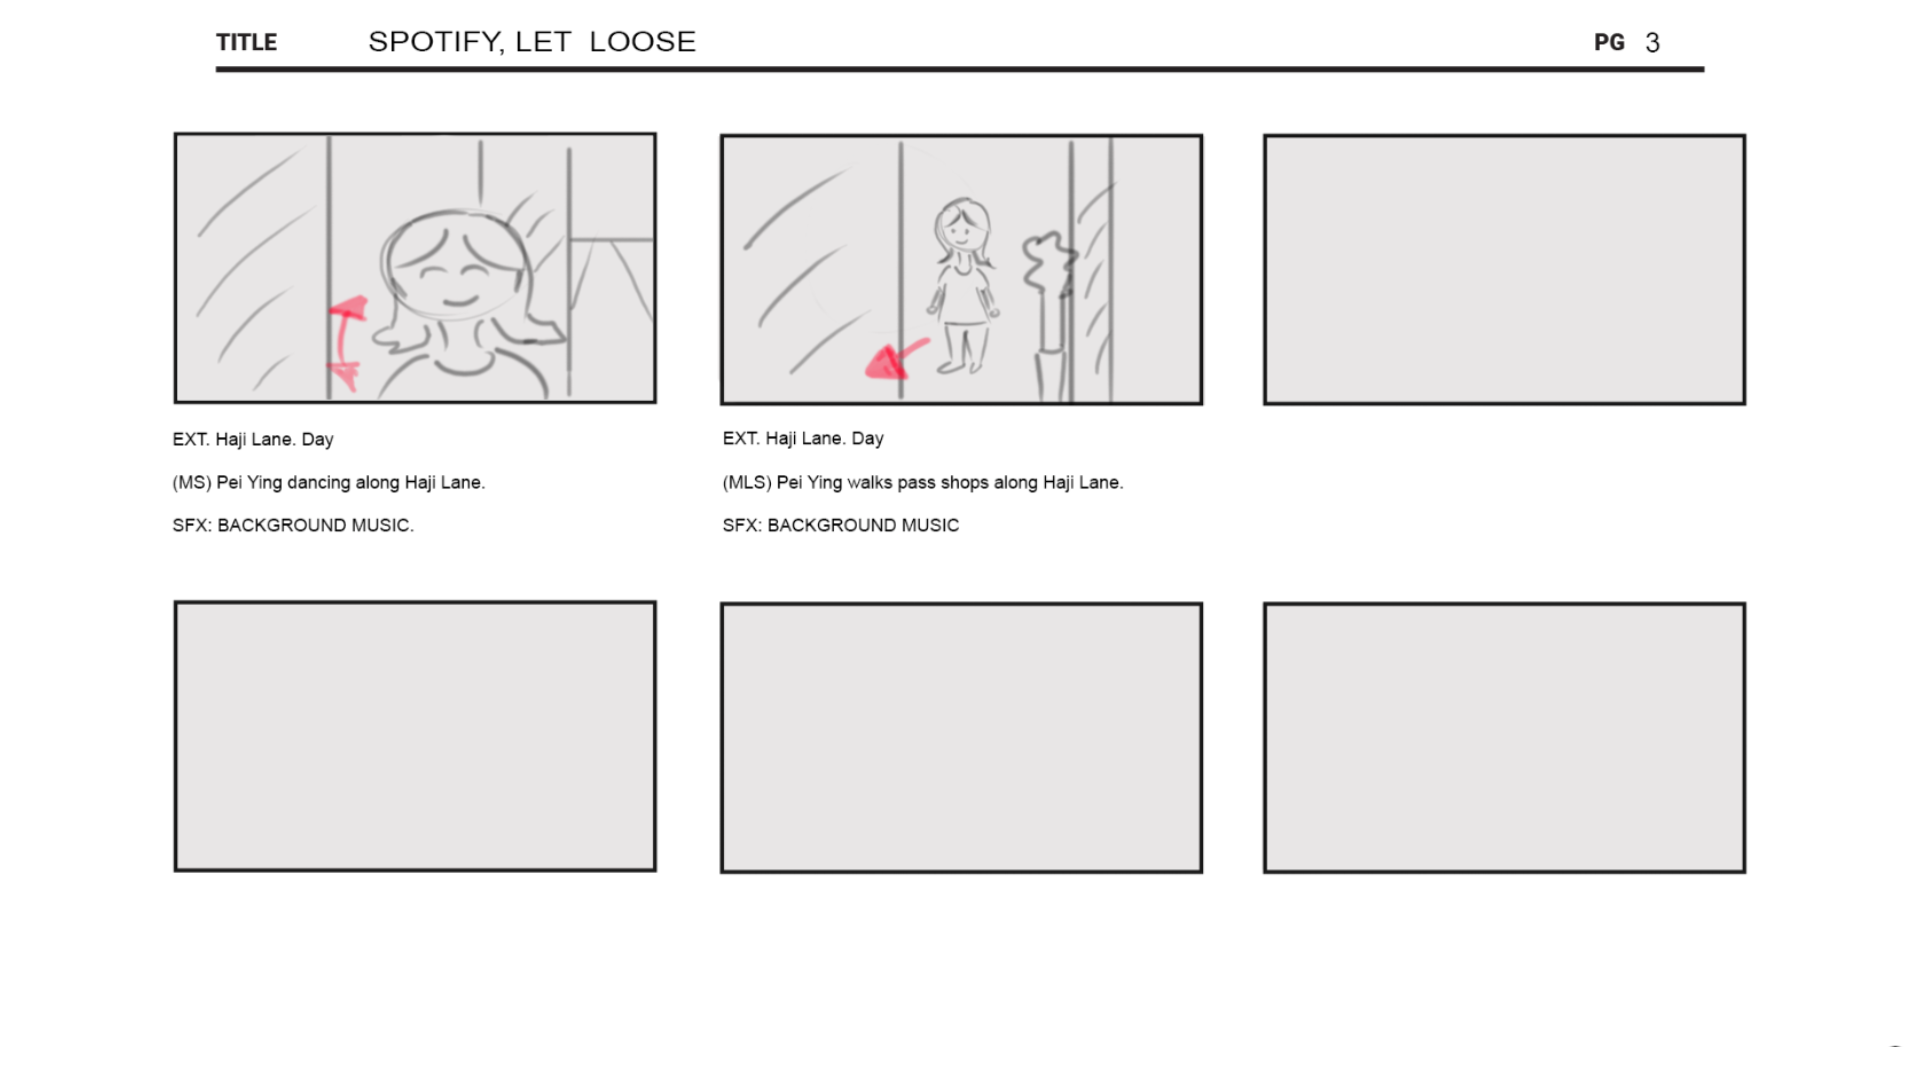 TITLE SPOTIFY, LET LOOSE PG 3
EXT. Haji Lane. Day
(MS) Pei Ying dancing along Haji Lane.
SFX: BACKGROUND MUSIC.
EXT. Haji Lane. Day
(MLS) Pei Ying walks pass shops along Haji Lane.
SFX: BACKGROUND MUSIC